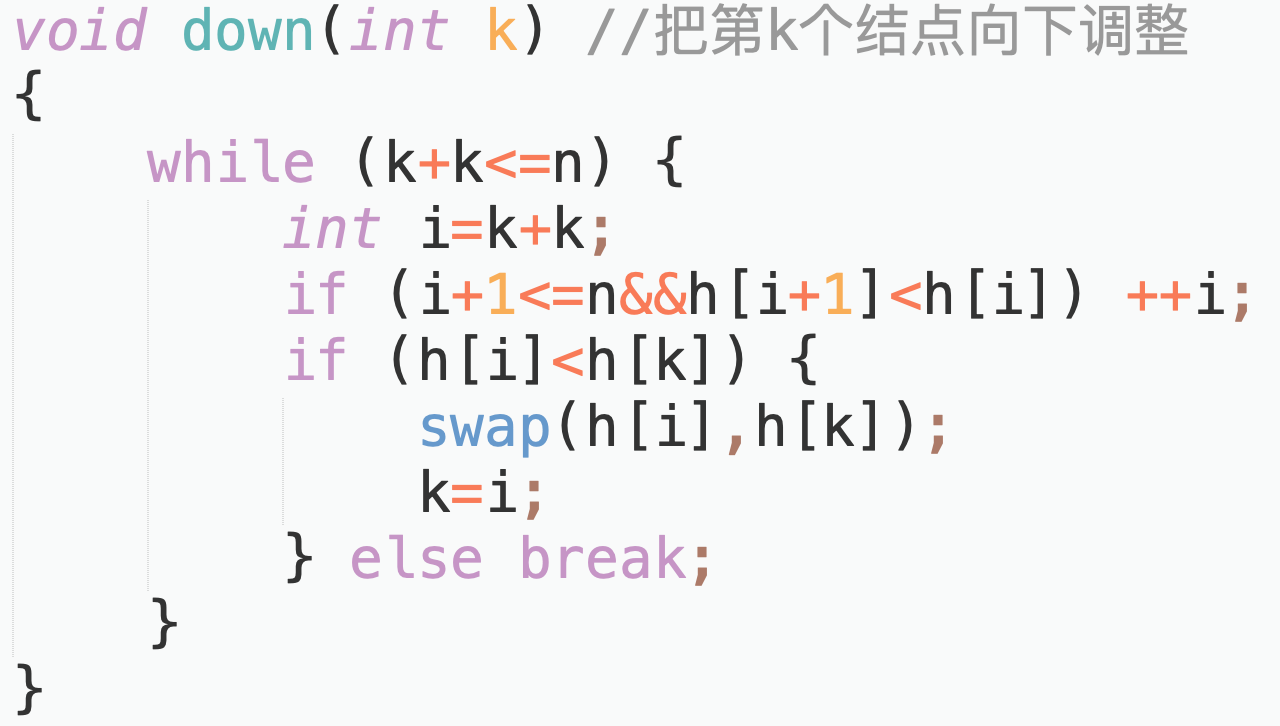 void down(int k) //把第k个结点向下调整
{
    while (k+k<=n) {
        int i=k+k;
        if (i+1<=n&&h[i+1]<h[i]) ++i;
        if (h[i]<h[k]) {
            swap(h[i],h[k]);
            k=i;
        } else break;
    }
}